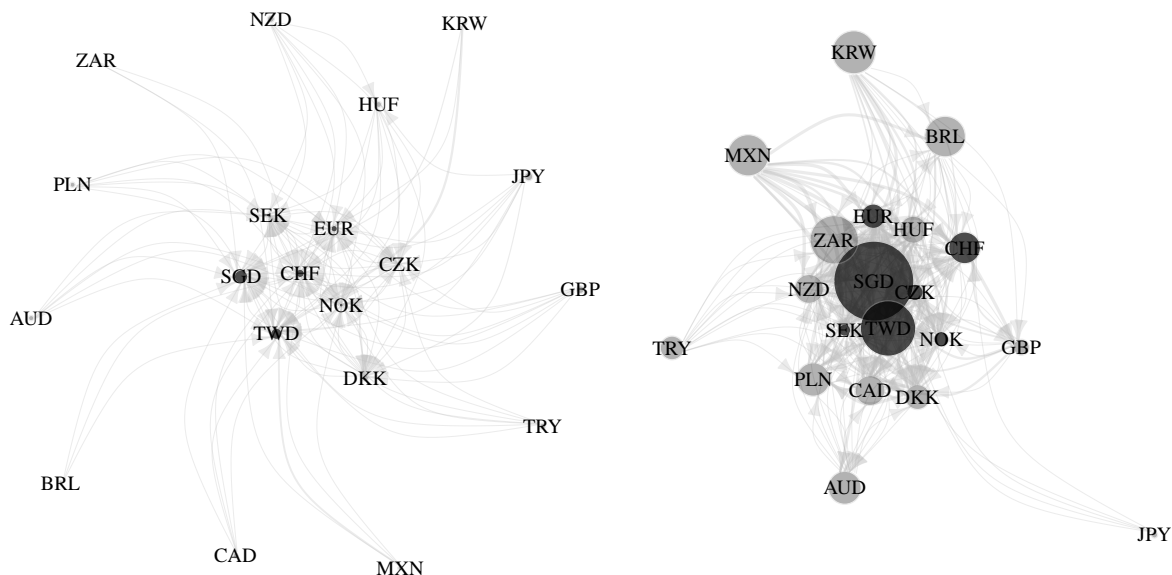 NZD
KRW
ZAR
HUF
PLN
JPY
SEK
EUR
CZK
SGD
CHF
GBP
NOK
AUD
TWD
DKK
TRY
BRL
CAD
MXN
KRW
BRL
MXN
EUR
HUF
ZAR
CHF
SGD
NZD
CZK
SEK
TWD
NOK
TRY
GBP
PLN
CAD
DKK
AUD
JPY